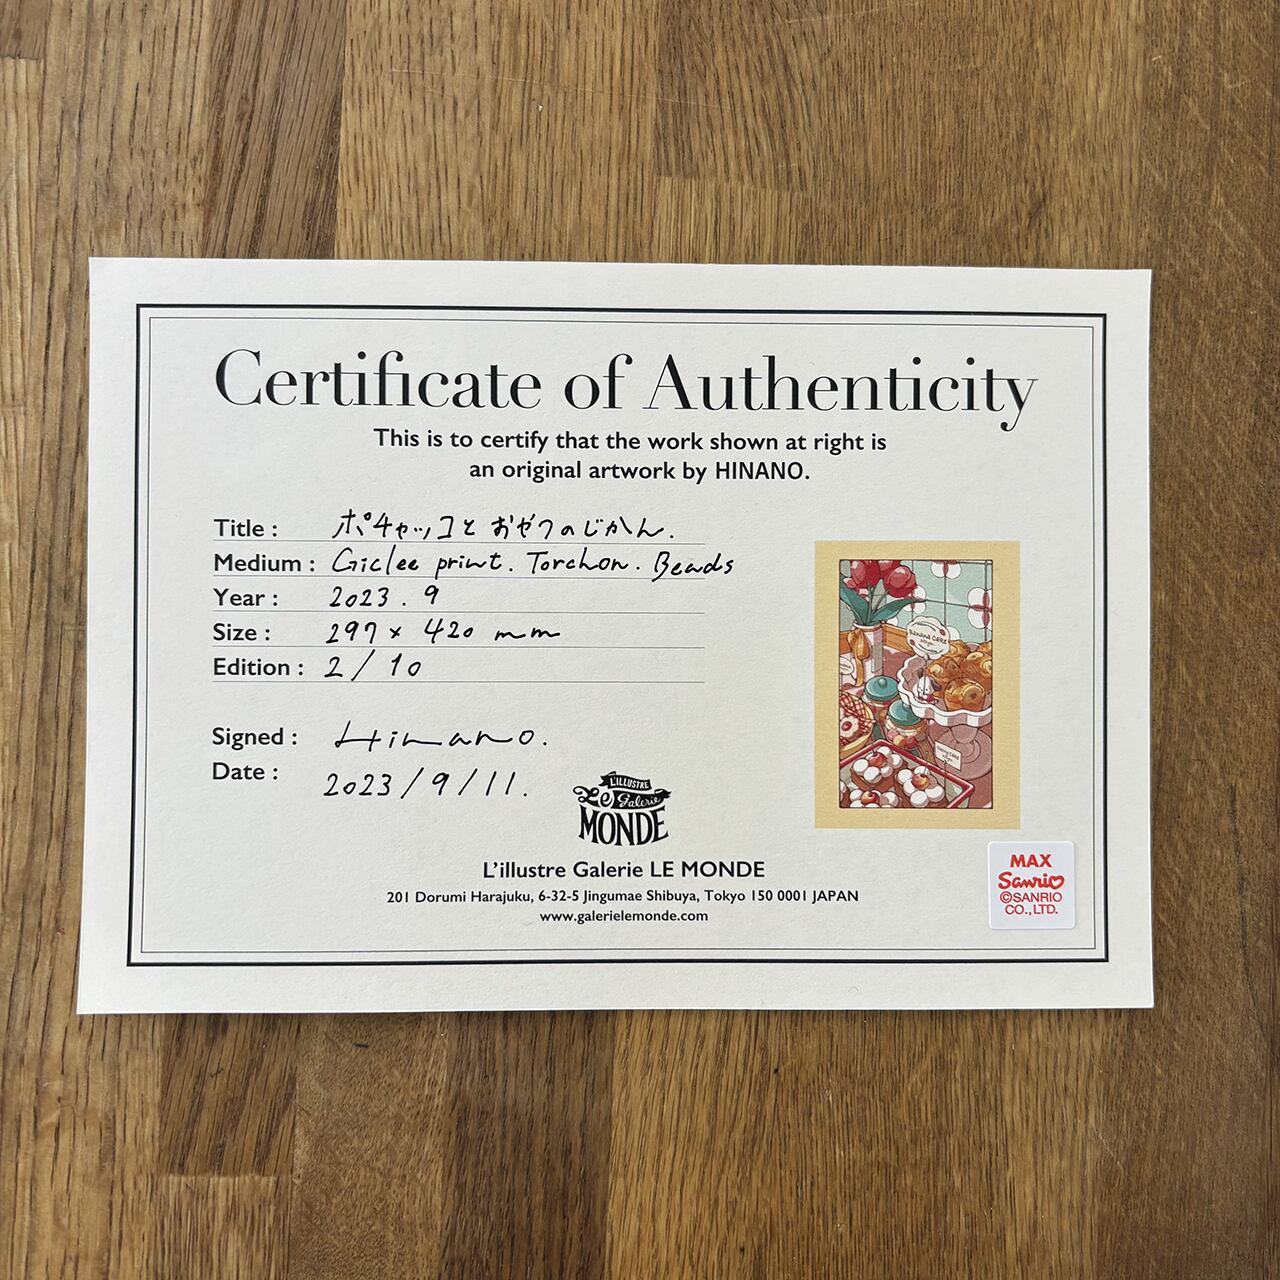 Certificate of Authenticity
This is to certify that the work shown at right is
an original artwork by HINANO.
Title : ポチャッコとおやつのじかん.
Medium : Giclee print. Torchon. Beads
Year : 2023.9
Size : 297 x 420 mm
Edition : 2/10
Signed : Hinano.
Date : 2023/9/11.
Banana CAKE
L'ILLUSTRE
Galerie
Le
MONDE
L'illustre Galerie LE MONDE
201 Dorumi Harajuku, 6-32-5 Jingumae Shibuya, Tokyo 150 0001 JAPAN
www.galerielemonde.com
MAX
Sanrio
©SANRIO
CO.,LTD.